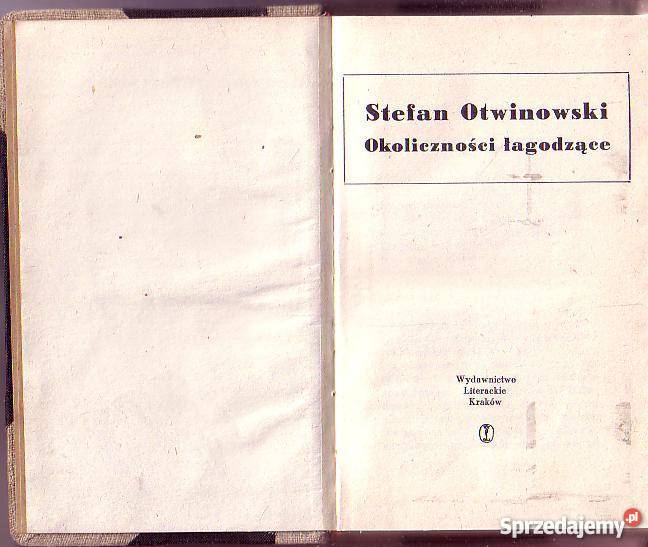 Stefan Otwinowski
Okoliczności łagodzące
Wydawnictwo
Literackie
Kraków
Sprzedajemy.pl